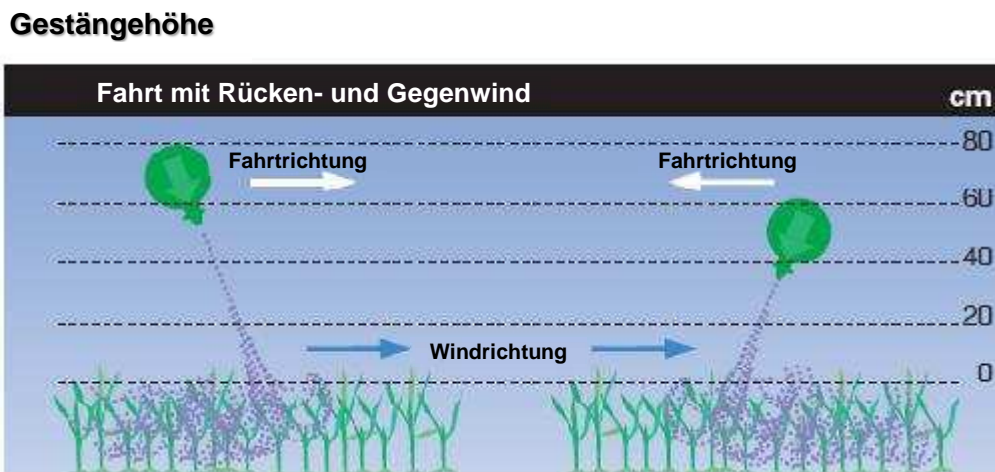 Gestängehöhe
Fahrt mit Rücken- und Gegenwind cm
80
Fahrtrichtung Fahrtrichtung
60
40
20
Windrichtung
0